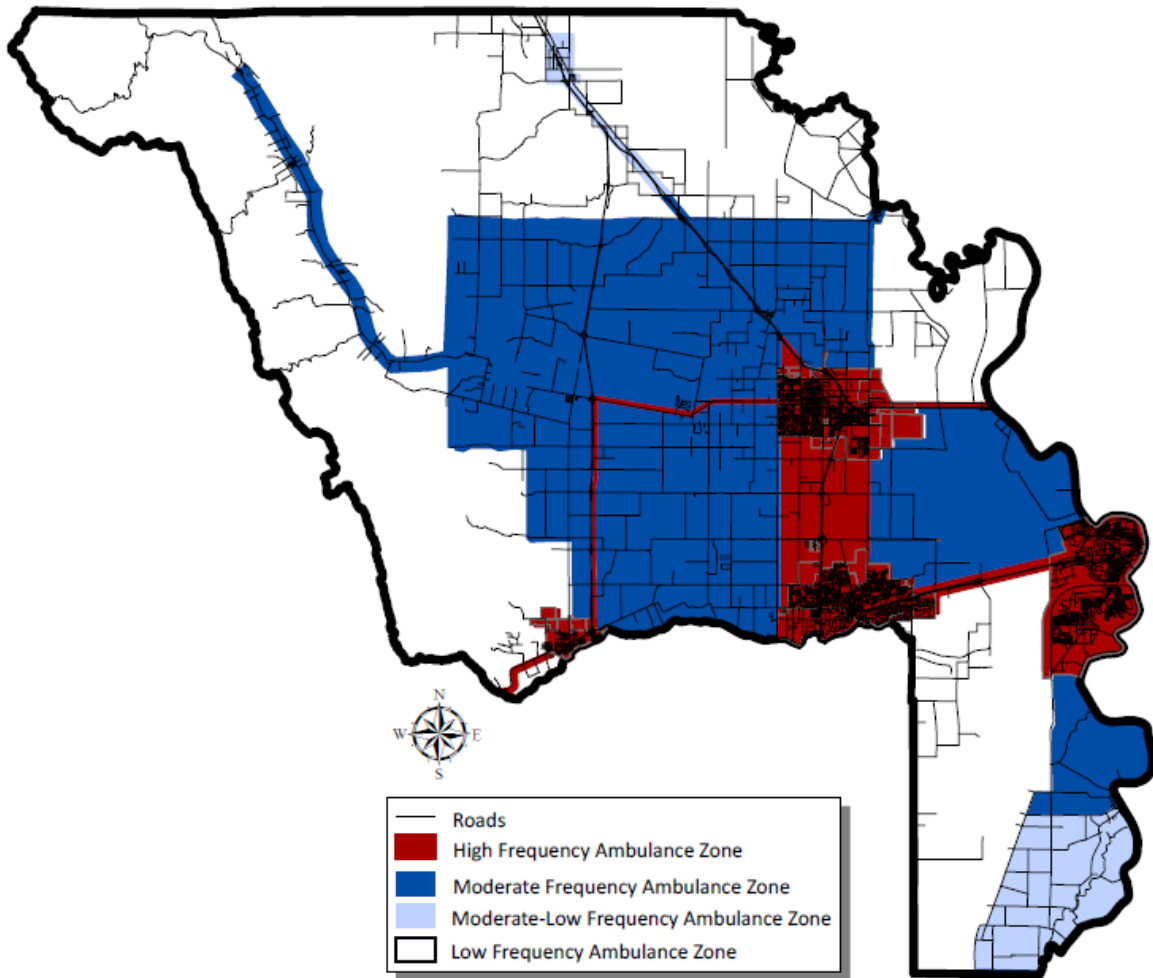 N
W E
S
Roads
High Frequency Ambulance Zone
Moderate Frequency Ambulance Zone
Moderate-Low Frequency Ambulance Zone
Low Frequency Ambulance Zone